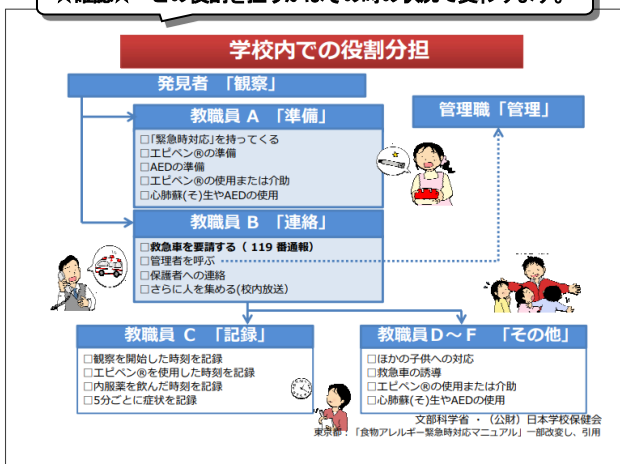 学校内での役割分担
発見者 「観察」
教職員 A 「準備」
□｢緊急時対応｣を持ってくる
□エピペン®の準備
□AEDの準備
□エピペン®の使用または介助
□心肺蘇(そ)生やAEDの使用
管理職「管理」
教職員 B 「連絡」
□救急車を要請する（ 119 番通報）
□管理者を呼ぶ
□保護者への連絡
□さらに人を集める(校内放送）
教職員 C 「記録」
□観察を開始した時刻を記録
□エピペン®を使用した時刻を記録
□内服薬を飲んだ時刻を記録
□5分ごとに症状を記録
教職員D～F 「その他」
□ほかの子供への対応
□救急車の誘導
□エピペン®の使用または介助
□心肺蘇(そ)生やAEDの使用
文部科学省 ・（公財）日本学校保健会
東京都：「食物アレルギー緊急時対応マニュアル」一部改変し、引用